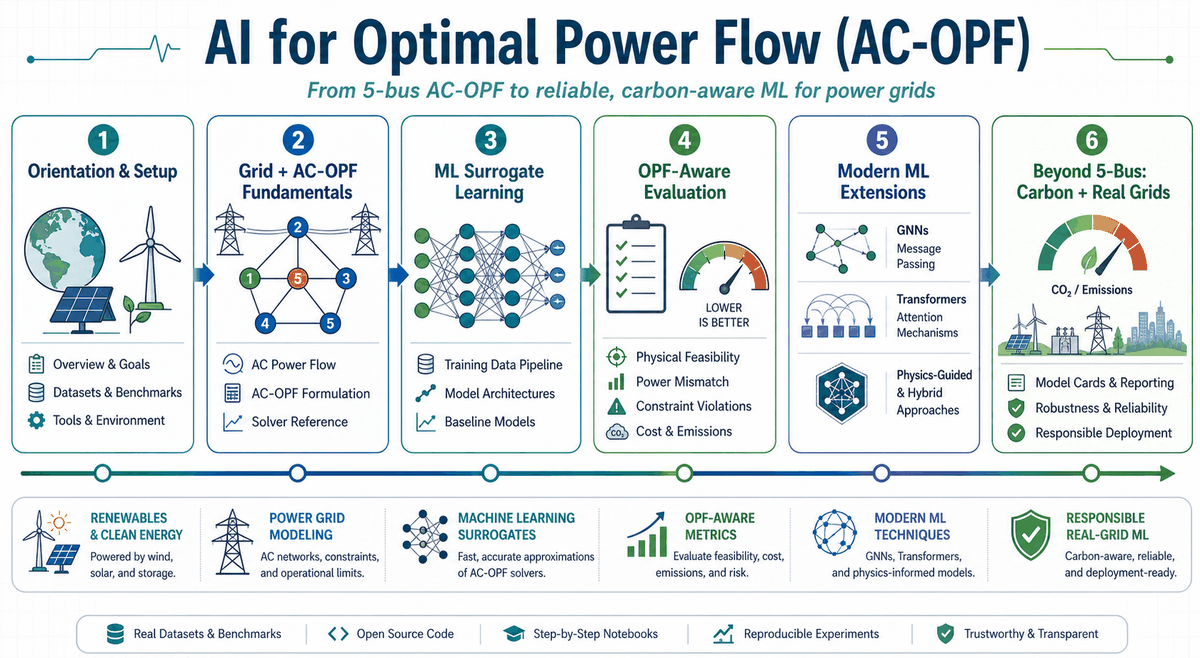 AI for Optimal Power Flow (AC-OPF)
From 5-bus AC-OPF to reliable, carbon-aware ML for power grids
1
Orientation & Setup
Overview & Goals
Datasets & Benchmarks
Tools & Environment
2
Grid + AC-OPF
Fundamentals
2
1
5
3
4
5
AC Power Flow
AC-OPF Formulation
Solver Reference
3
ML Surrogate
Learning
Training Data Pipeline
Model Architectures
Baseline Models
4
OPF-Aware
Evaluation
LOWER
IS BETTER
Physical Feasibility
Power Mismatch
Constraint Violations
CO₂
Cost & Emissions
5
Modern ML
Extensions
GNNs
Message
Passing
Transformers
Attention
Mechanisms
Physics-Guided
& Hybrid
Approaches
6
Beyond 5-Bus:
Carbon + Real Grids
CO₂ / Emissions
Model Cards & Reporting
Robustness & Reliability
Responsible Deployment
RENEWABLES
& CLEAN ENERGY
Powered by wind,
solar, and storage.
POWER GRID
MODELING
AC networks, constraints,
and operational limits.
MACHINE LEARNING
SURROGATES
Fast, accurate approximations
of AC-OPF solvers.
OPF-AWARE
METRICS
Evaluate feasibility, cost,
emissions, and risk.
MODERN ML
TECHNIQUES
GNNs, Transformers,
and physics-informed models.
RESPONSIBLE
REAL-GRID ML
Carbon-aware, reliable,
and deployment-ready.
Real Datasets & Benchmarks
Open Source Code
Step-by-Step Notebooks
Reproducible Experiments
Trustworthy & Transparent